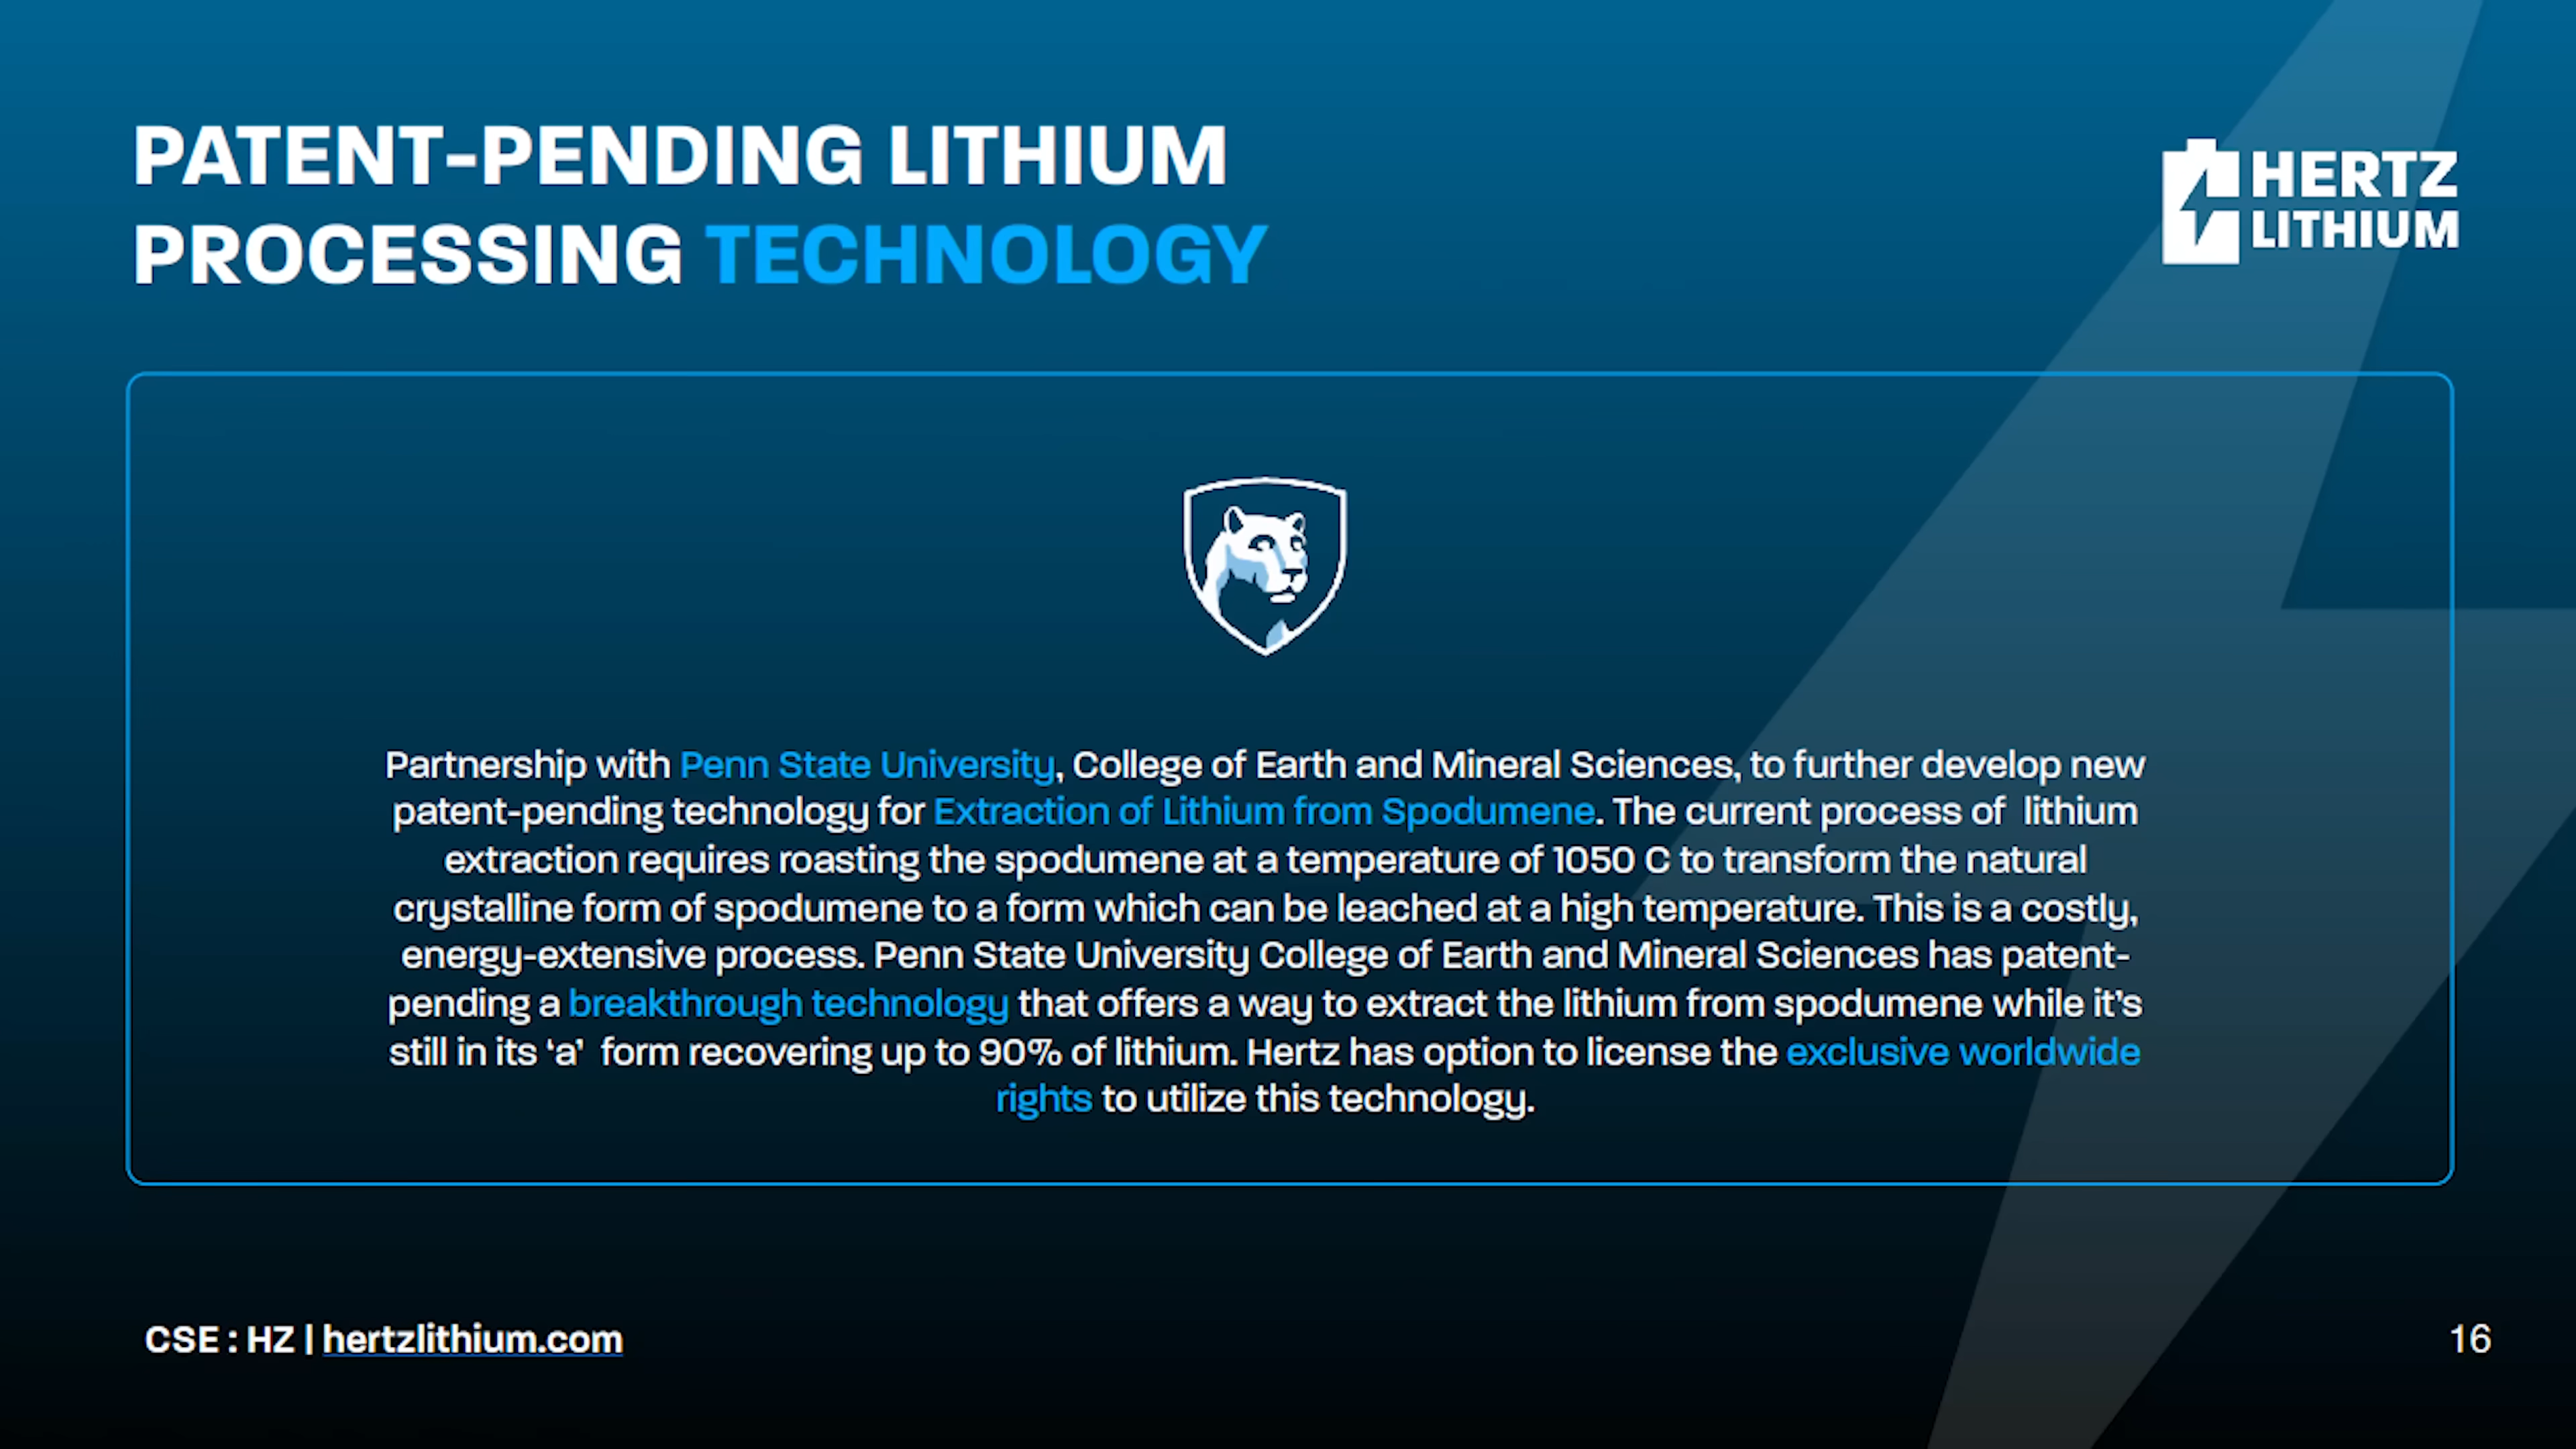 PATENT-PENDING LITHIUM
PROCESSING TECHNOLOGY
HERTZ
LITHIUM
Partnership with Penn State University, College of Earth and Mineral Sciences, to further develop new
patent-pending technology for Extraction of Lithium from Spodumene. The current process of lithium
extraction requires roasting the spodumene at a temperature of 1050 C to transform the natural
crystalline form of spodumene to a form which can be leached at a high temperature. This is a costly,
energy-extensive process. Penn State University College of Earth and Mineral Sciences has patent-
pending a breakthrough technology that offers a way to extract the lithium from spodumene while it’s
still in its ‘a’ form recovering up to 90% of lithium. Hertz has option to license the exclusive worldwide
rights to utilize this technology.
CSE : HZ | hertzlithium.com
16